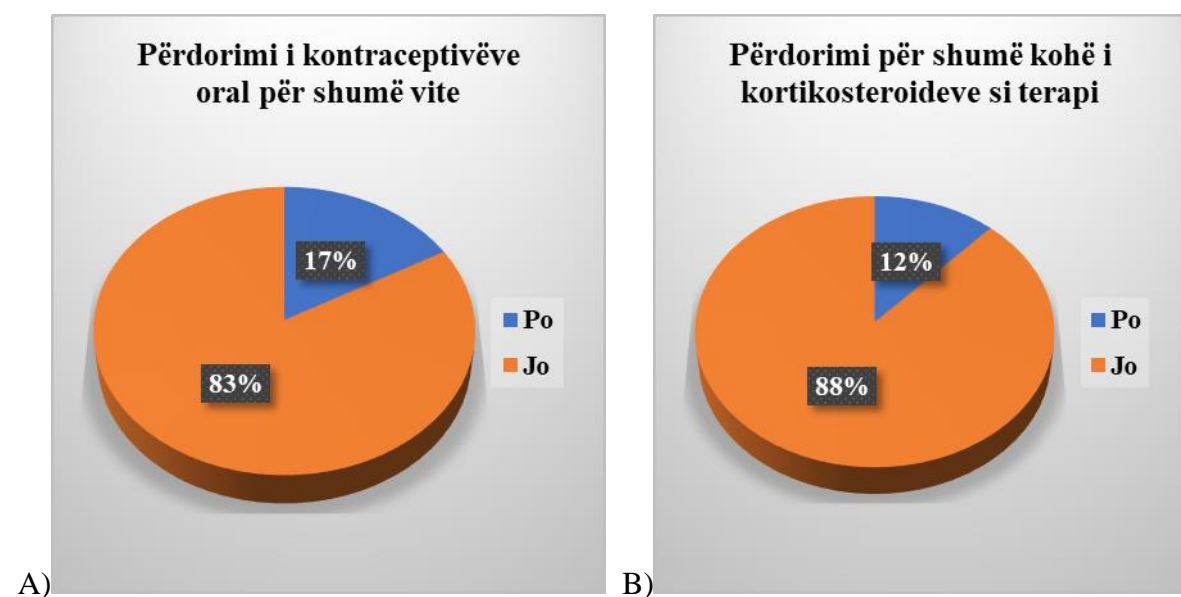 Përdorimi i kontraceptivëve
oral për shumë vite
17%
83%
Po
Jo
A)
Përdorimi për shumë kohë i
kortikosteroideve si terapi
12%
88%
Po
Jo
B)